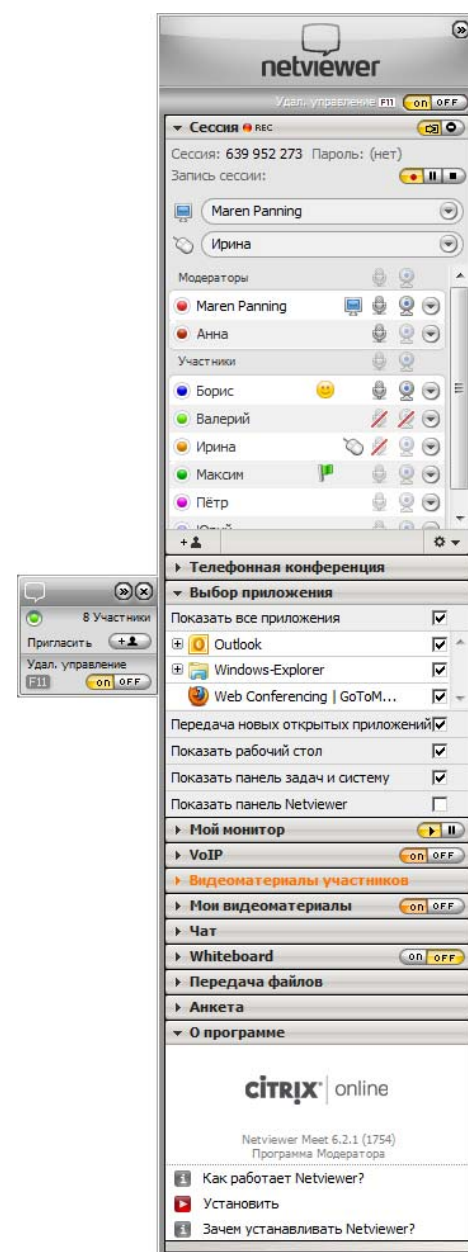 netviewer
Удал. управление F11 on OFF
Сессия REC
Сессия: 639 952 273 Пароль: (нет)
Запись сессии:
Maren Panning
Ирина
Модераторы
Maren Panning
Анна
Участники
Борис
Валерий
Ирина
Максим
Пётр
Юрий
Телефонная конференция
Выбор приложения
8 Участники
Показать все приложения
Пригласить
Outlook
Удал. управление
Windows-Explorer
F11 on OFF
Web Conferencing | GoToM...
Передача новых открытых приложений
Показать рабочий стол
Показать панель задач и систему
Показать панель Netviewer
Мой монитор
VoIP on OFF
Видеоматериалы участников
Мои видеоматериалы on OFF
Чат
Whiteboard on OFF
Передача файлов
Анкета
О программе
CITRIX online
Netviewer Meet 6.2.1 (1754)
Программа Модератора
Как работает Netviewer?
Установить
Зачем устанавливать Netviewer?